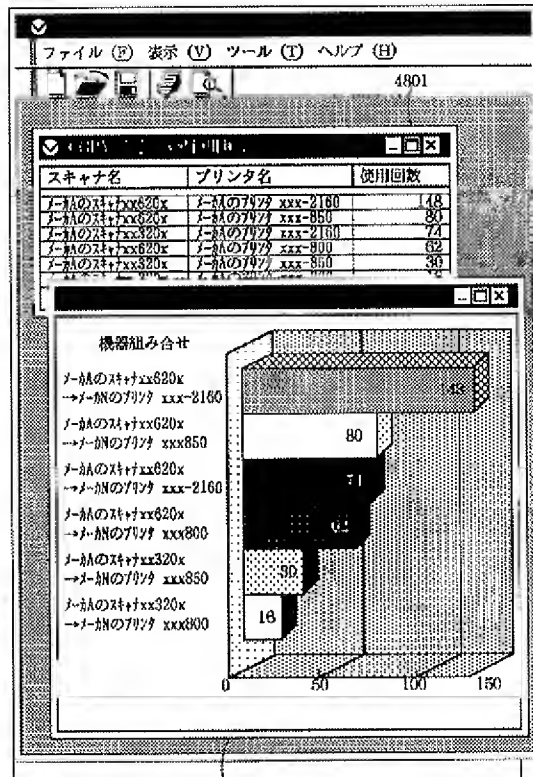 ファイル (F) 表示 (V) ツール (T) ヘルプ (H)
4801
スキャナ名 プリンタ名 使用回数
メーカAのスキャナxx620x メーカNのプリンタ xxx-2160 148
メーカAのスキャナxx620x メーカNのプリンタ xxx-850 80
メーカAのスキャナxx320x メーカNのプリンタ xxx-2160 74
メーカAのスキャナxx620x メーカNのプリンタ xxx-800 62
メーカAのスキャナxx320x メーカNのプリンタ xxx-850 30
機器組み合せ
メーカAのスキャナxx620x
→メーカNのプリンタ xxx-2160
148
メーカAのスキャナxx620x
→メーカNのプリンタ xxx850
80
メーカAのスキャナxx620x
→メーカNのプリンタ xxx-2160
メーカAのスキャナxx620x
→メーカNのプリンタ xxx800
62
メーカAのスキャナxx320x
→メーカNのプリンタ xxx850
30
メーカAのスキャナxx320x
→メーカNのプリンタ xxx800
16
0 50 100 150